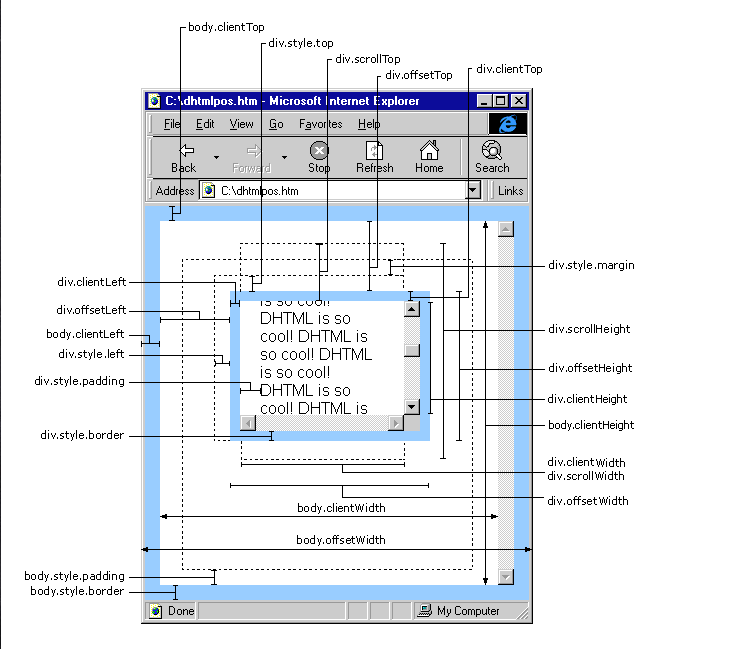 body.clientTop
div.style.top
div.scrollTop
div.offsetTop
div.clientTop
C:\dhtmlpos.htm - Microsoft Internet Explorer
File Edit View Go Favorites Help
Back Forward Stop Refresh Home Search
Address C:\dhtmlpos.htm Links
div.style.margin
div.clientLeft
div.offsetLeft
body.clientLeft
div.style.left
div.style.padding
div.style.border
is so cool!
DHTML is so
cool! DHTML is
so cool! DHTML
is so cool!
DHTML is so
cool! DHTML is
div.scrollHeight
div.offsetHeight
div.clientHeight
body.clientHeight
div.clientWidth
div.scrollWidth
div.offsetWidth
body.clientWidth
body.offsetWidth
body.style.padding
body.style.border
Done My Computer